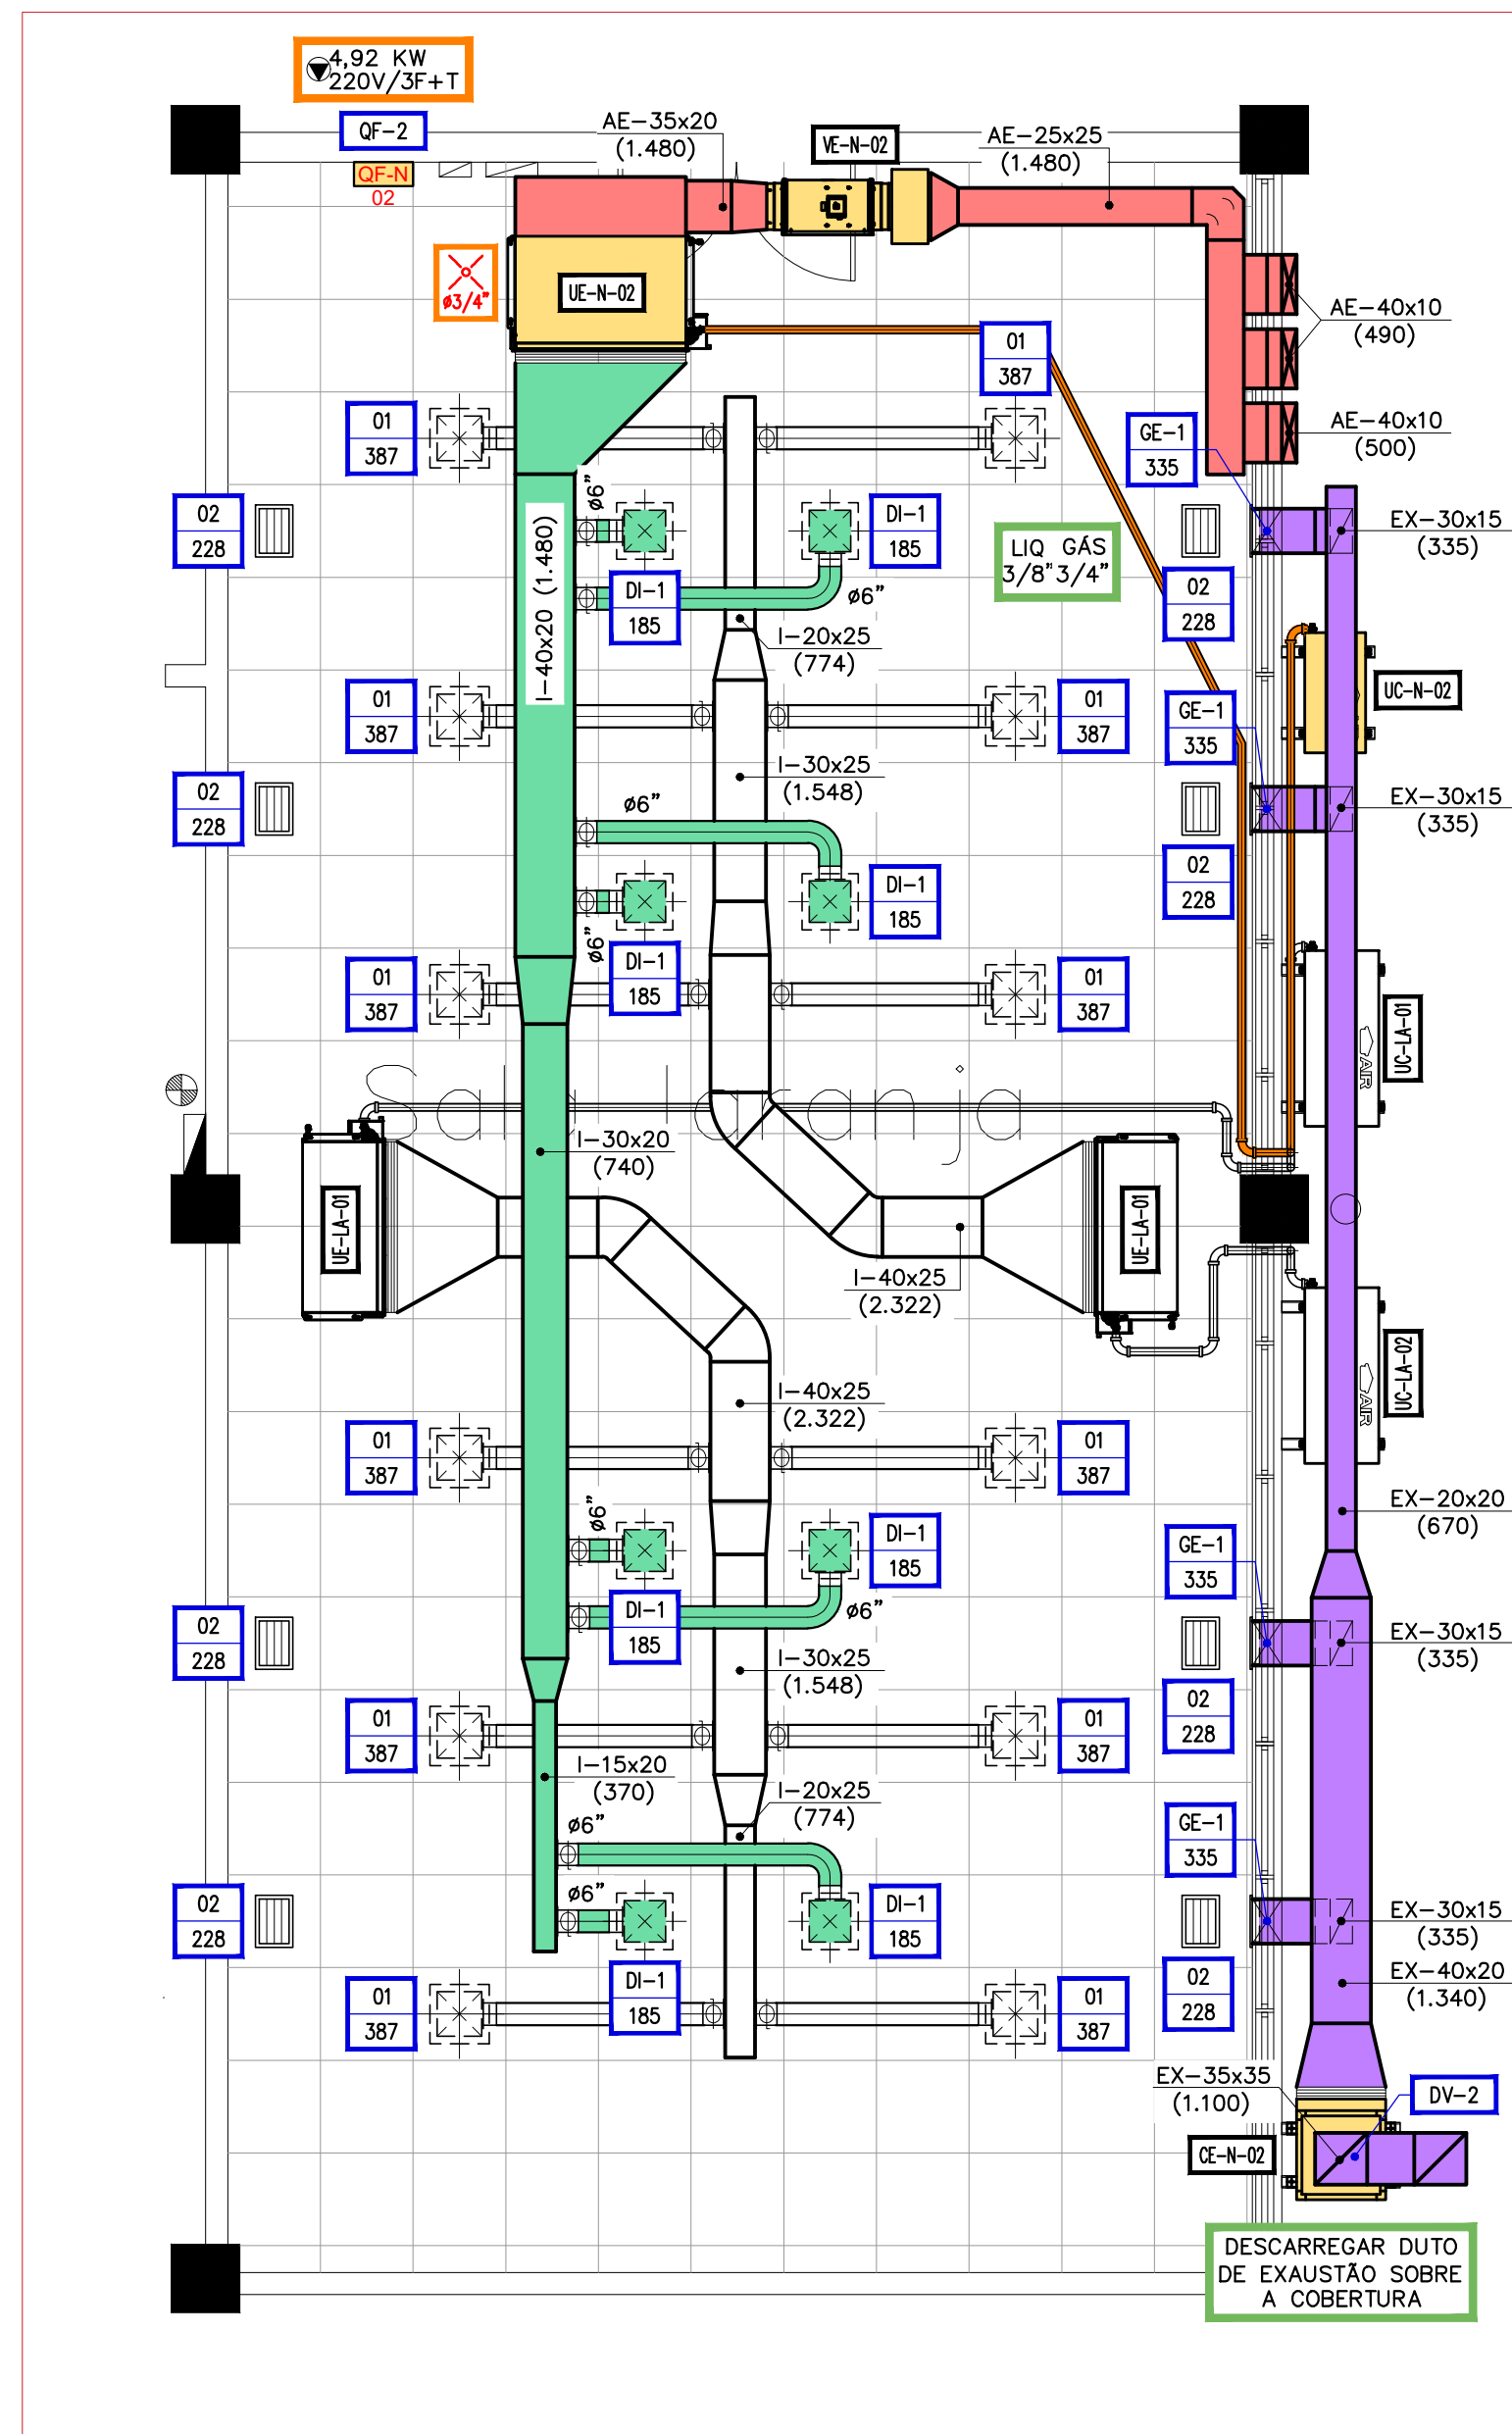 4,92 KW
220V/3F+T
QF-2
QF-N
02
AE-35x20
(1.480)
VE-N-02
AE-25x25
(1.480)
ø3/4"
UE-N-02
AE-40x10
(490)
01
387
01
387
GE-1
335
AE-40x10
(500)
ø6"
02
228
DI-1
185
LIQ GÁS
3/8" 3/4"
EX-30x15
(335)
I-40x20 (1.480)
DI-1
185
ø6"
02
228
I-20x25
(774)
01
387
01
387
GE-1
335
UC-N-02
I-30x25
(1.548)
02
228
ø6"
EX-30x15
(335)
02
228
DI-1
185
ø6"
DI-1
185
01
387
01
387
UC-LA-01
AIR
Sala laranja
I-30x20
(740)
UE-LA-01
UE-LA-01
I-40x25
(2.322)
I-40x25
(2.322)
UC-LA-02
AIR
01
387
01
387
EX-20x20
(670)
ø6"
DI-1
185
GE-1
335
DI-1
185
ø6"
02
228
EX-30x15
(335)
I-30x25
(1.548)
02
228
01
387
01
387
I-15x20
(370)
I-20x25
(774)
ø6"
GE-1
335
ø6"
02
228
DI-1
185
EX-30x15
(335)
DI-1
185
02
228
EX-40x20
(1.340)
01
387
01
387
EX-35x35
(1.100)
DV-2
CE-N-02
DESCARREGAR DUTO
DE EXAUSTÃO SOBRE
A COBERTURA